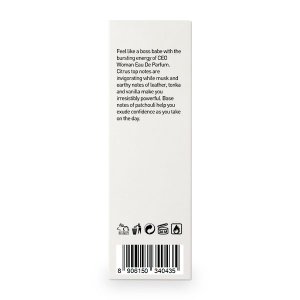 Feel like a boss babe with the
bursting energy of CEO
Woman Eau De Parfum.
Citrus top notes are
invigorating while musk and
earthy notes of leather, tonka
and vanilla make you
irresistibly powerful. Base
notes of patchouli help you
exude confidence as you take
on the day.
8 906150 340435